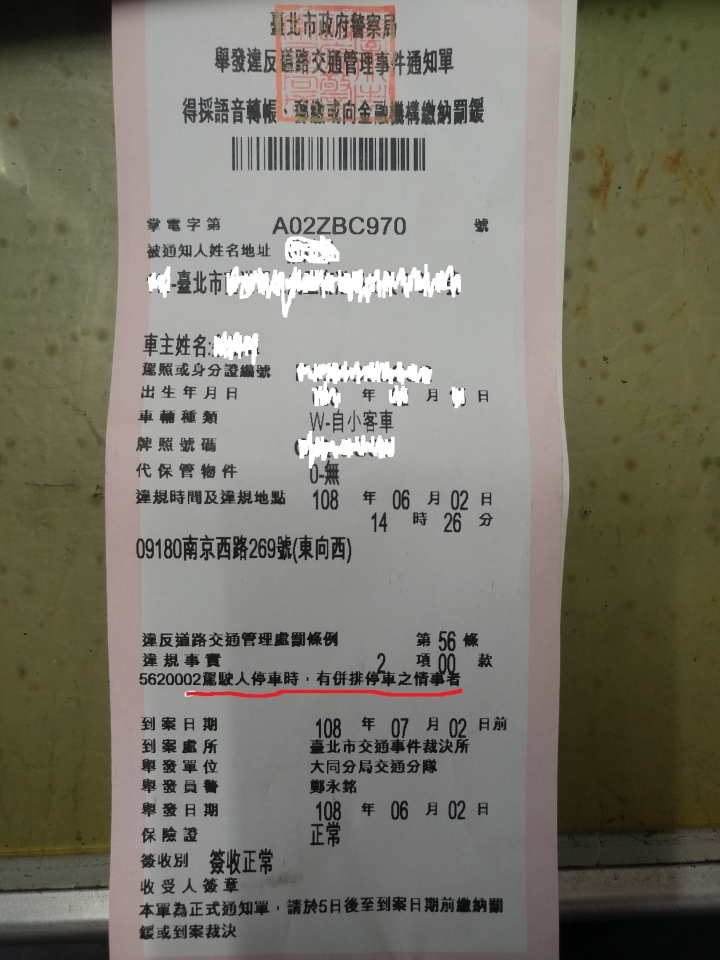 臺北市政府警察局
舉發違反道路交通管理事件通知單
得採語音轉帳、郵繳或向金融機構繳納罰鍰
掌電字第 A02ZBC970 號
被通知人姓名地址
-臺北市
車主姓名:
駕照或身分證編號
出生年月日 年 月 日
車輛種類 W-自小客車
牌照號碼
代保管物件 0-無
違規時間及違規地點 108 年 06 月 02 日
14 時 26 分
09180南京西路269號(東向西)
違反道路交通管理處罰條例 第 56 條
違規事實 2 項 00 款
5620002駕駛人停車時，有併排停車之情事者
到案日期 108 年 07 月 02 日前
到案處所 臺北市交通事件裁決所
舉發單位 大同分局交通分隊
舉發員警 鄭永銘
舉發日期 108 年 06 月 02 日
保險證 正常
簽收別 簽收正常
收受人簽章
本單為正式通知單，請於5日後至到案日期前繳納罰
鍰或到案裁決